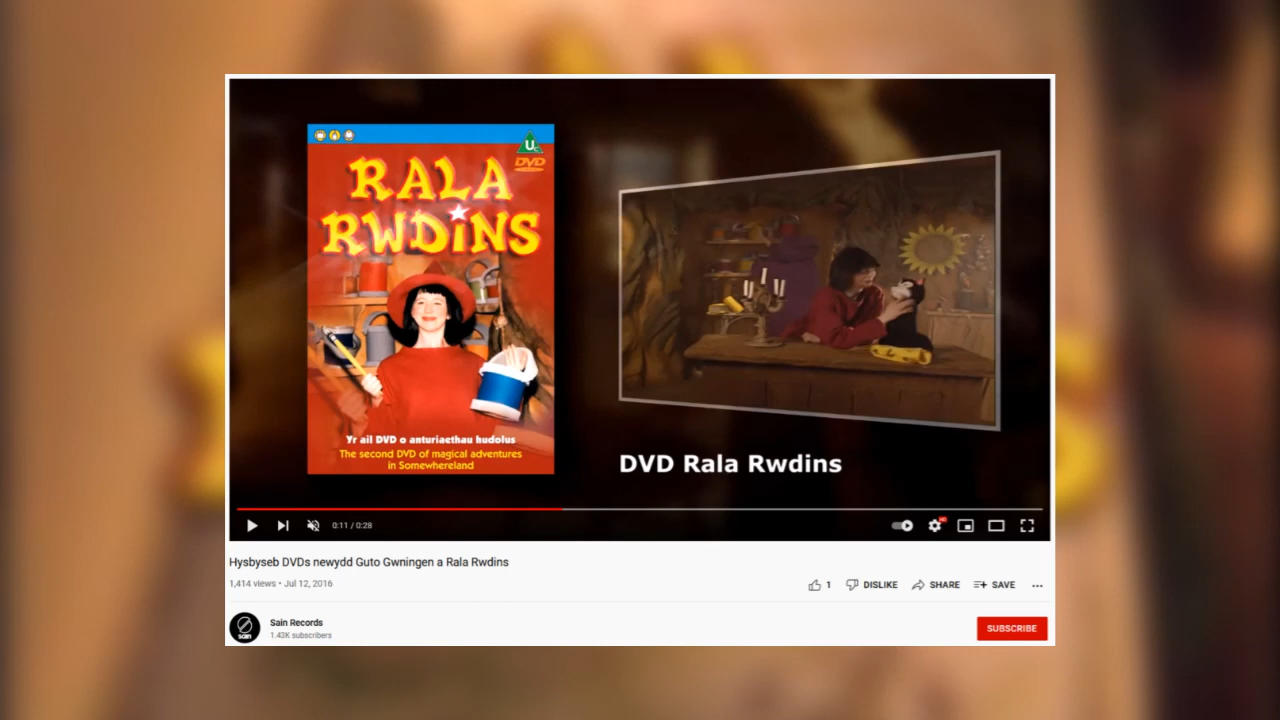 Uc
DVD
RALA
RWDiNS
Yr ail DVD o anturiaethau hudolus
The second DVD of magical adventures
in Somewhereland
DVD Rala Rwdins
0:11 / 0:28
HD
Hysbyseb DVDs newydd Guto Gwningen a Rala Rwdins
1,414 views • Jul 12, 2016
1
DISLIKE
SHARE
SAVE
Sain Records
1.43K subscribers
sain
SUBSCRIBE